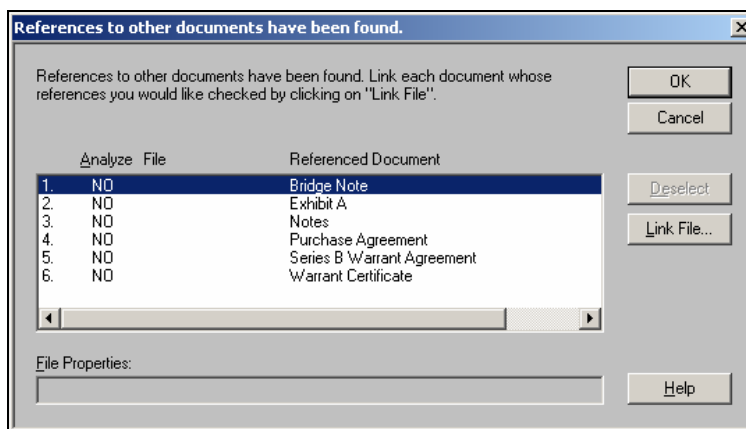 References to other documents have been found.
References to other documents have been found. Link each document whose
references you would like checked by clicking on "Link File".
OK
Cancel
Analyze File Referenced Document
1. NO Bridge Note
2. NO Exhibit A
3. NO Notes
4. NO Purchase Agreement
5. NO Series B Warrant Agreement
6. NO Warrant Certificate
Deselect
Link File...
File Properties:
Help